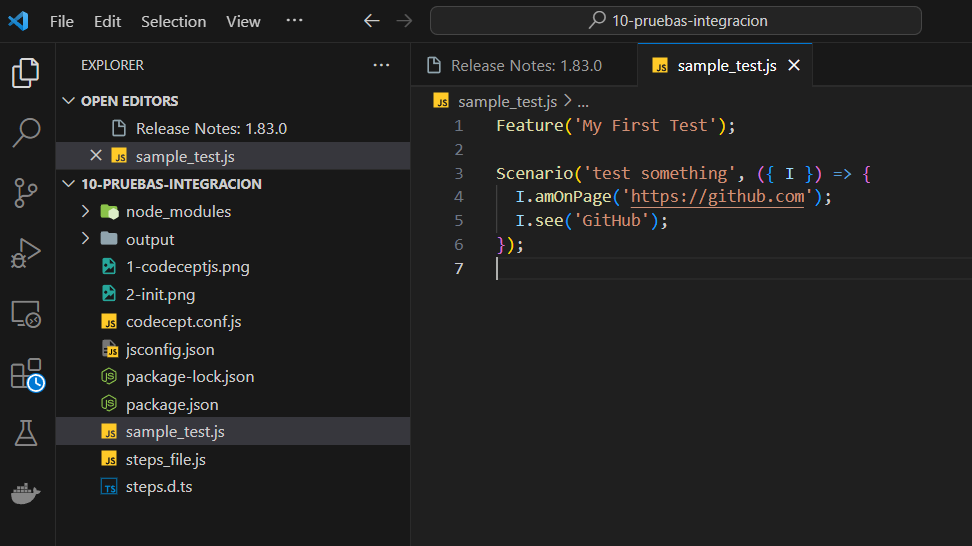 File Edit Selection View ··· 10-pruebas-integracion
EXPLORER ···
OPEN EDITORS
Release Notes: 1.83.0
JS sample_test.js
10-PRUEBAS-INTEGRACION
node_modules
output
1-codeceptjs.png
2-init.png
JS codecept.conf.js
jsconfig.json
package-lock.json
package.json
JS sample_test.js
JS steps_file.js
TS steps.d.ts
Release Notes: 1.83.0 JS sample_test.js
JS sample_test.js > ...
1 Feature('My First Test');
2
3 Scenario('test something', ({ I }) => {
4 I.amOnPage('https://github.com');
5 I.see('GitHub');
6 });
7